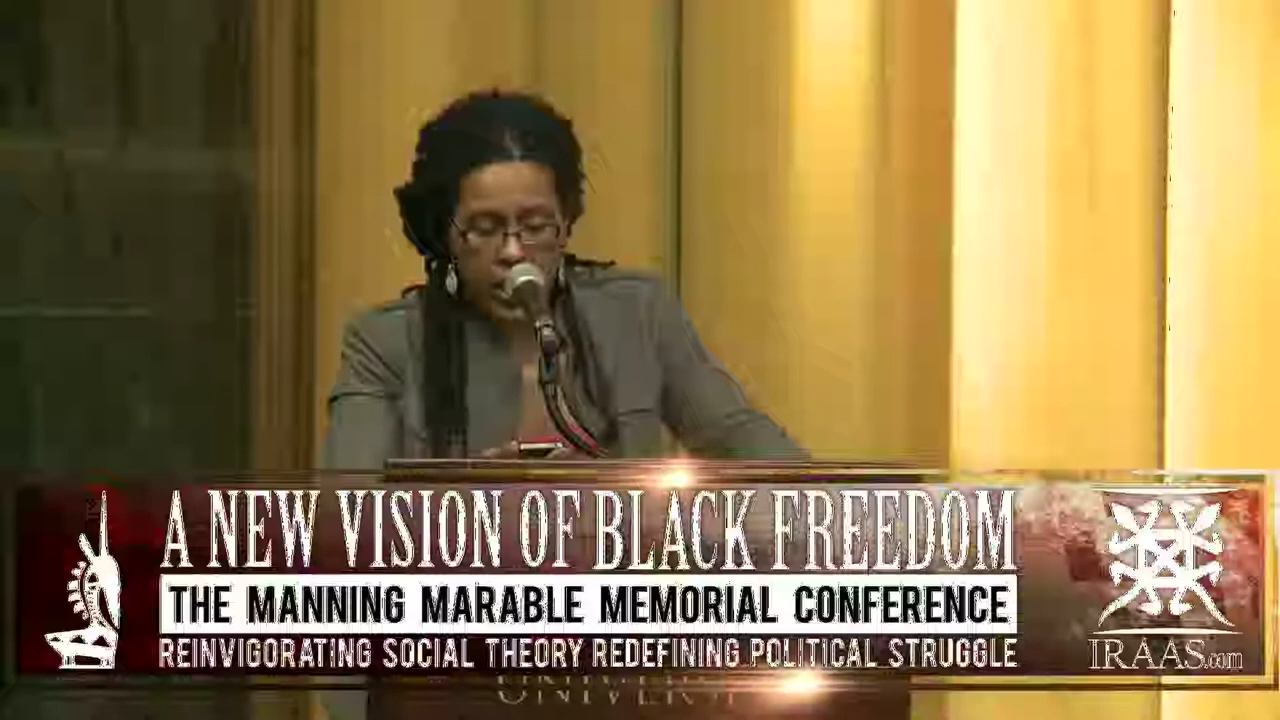 A NEW VISION OF BLACK FREEDOM
THE MANNING MARABLE MEMORIAL CONFERENCE
REINVIGORATING SOCIAL THEORY REDEFINING POLITICAL STRUGGLE
IRAAS.com